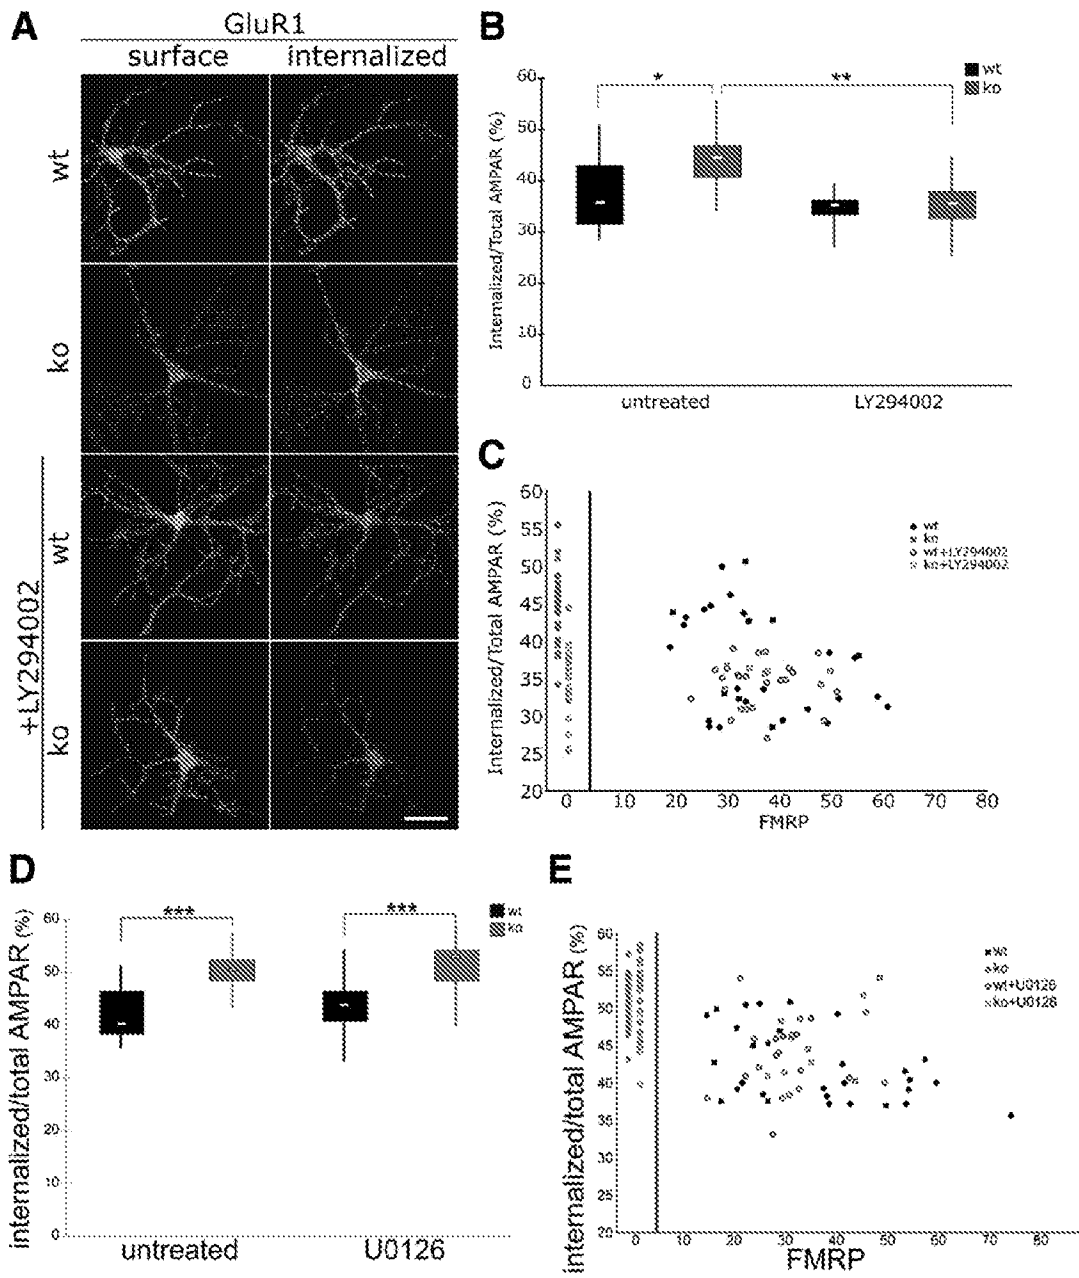 A
GluR1
surface internalized
wt
ko
wt
ko
+LY294002
B
wt
ko
* **
Internalized/Total AMPAR (%)
60
50
40
30
20
10
0
untreated LY294002
C
wt
ko
wt+LY294002
ko+LY294002
Internalized/Total AMPAR (%)
60
55
50
45
40
35
30
25
20
0 10 20 30 40 50 60 70 80
FMRP
D
wt
ko
*** ***
internalized/total AMPAR (%)
60
50
40
30
20
10
0
untreated U0126
E
wt
ko
wt+U0126
ko+U0126
internalized/total AMPAR (%)
60
55
50
45
40
35
30
25
20
0 10 20 30 40 50 60 70 80
FMRP